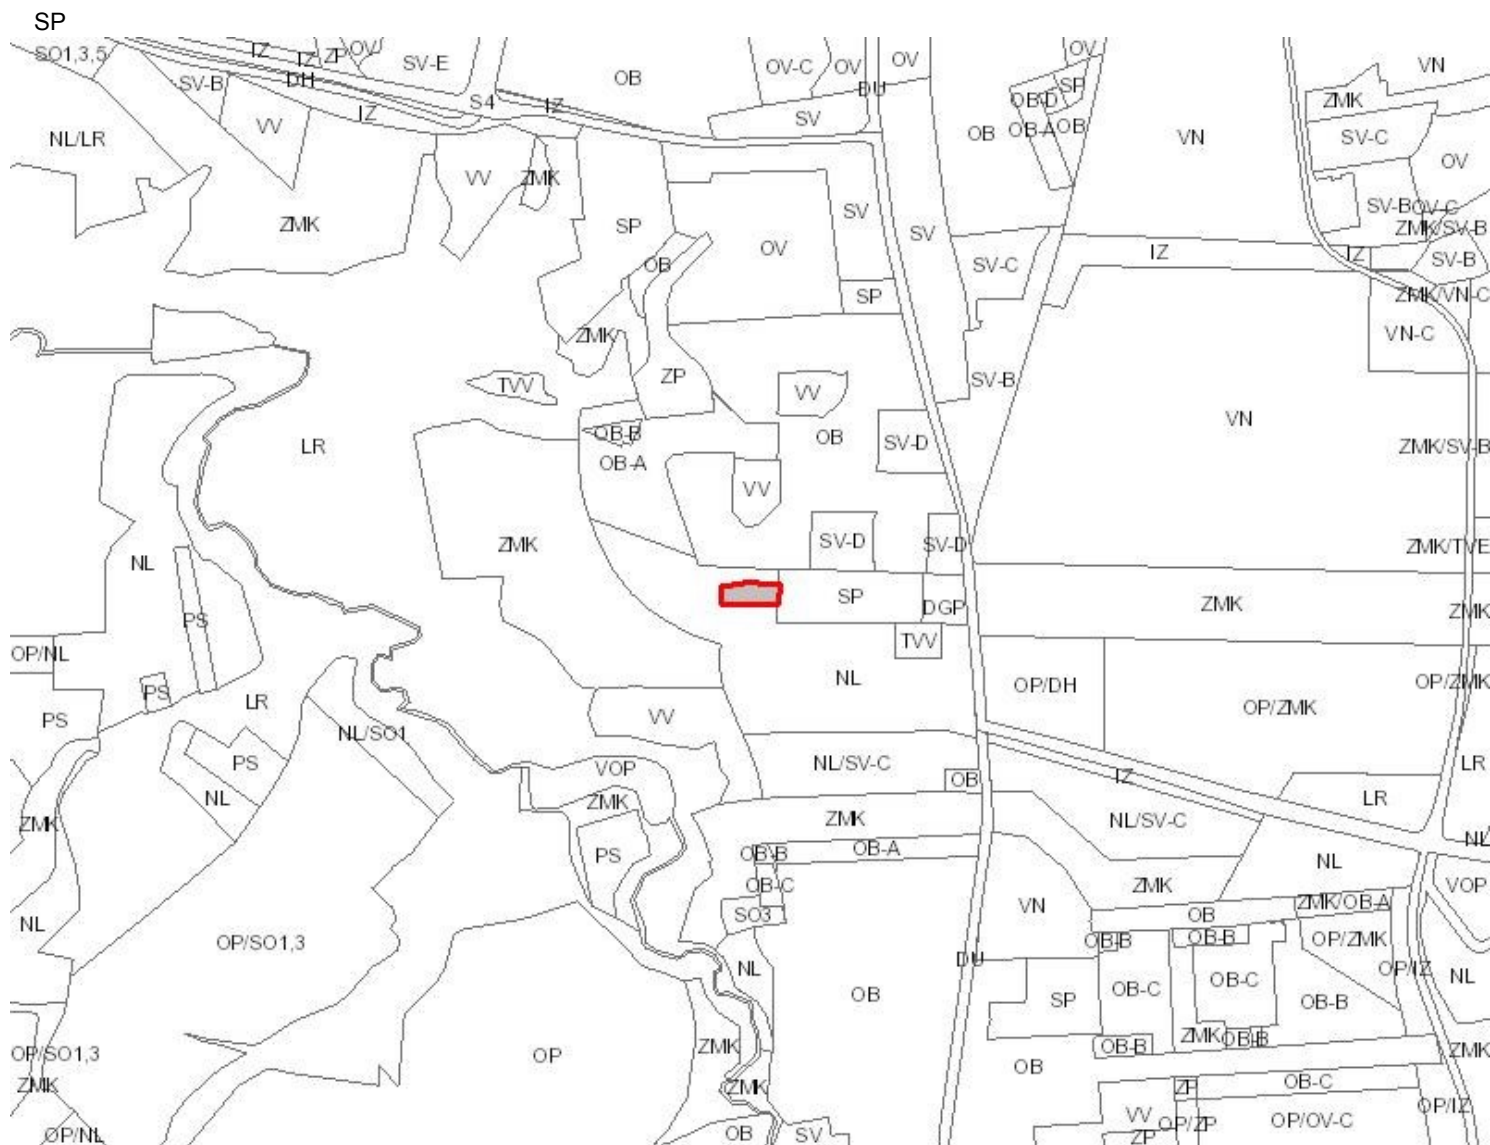 SP
SO1,3,5
IZ
IZ
ZP
OV
SV-E
SV-B
DH
IZ
S4
IZ
OB
OV-C
OV
OV
DU
SV
OV
SP
OB-D
OB
OB-A
OB
VN
VN
ZMK
SV-C
OV
NL/LR
VV
VV
ZMK
ZMK
SP
OB
OV
SV
SV
SP
SV-C
IZ
IZ
SV-B
OV-C
ZMK/SV-B
SV-B
ZMK/VN-C
VN-C
ZMK
TVV
ZP
VV
SV-B
VN
LR
OB-B
OB-A
OB
SV-D
ZMK/SV-B
VV
ZMK
SV-D
SV-D
ZMK/TVE
NL
PS
SP
DGP
ZMK
ZMK
TVV
OP/NL
PS
LR
NL
OP/DH
OP/ZMK
OP/ZMK
PS
NL/SO1
VV
PS
NL
VOP
NL/SV-C
OB
IZ
LR
LR
ZMK
ZMK
ZMK
NL/SV-C
NL
PS
OB-B
OB-A
NL
OB-C
ZMK
VOP
NL
SO3
VN
OB
ZMK/OB-A
OP/SO1,3
OB-B
OB-B
OP/ZMK
NL
DU
OP/IZ
NL
OB
SP
OB-C
OB-C
OB-B
OP/SO1,3
OP
ZMK
OB-B
ZMK
OB-B
ZMK
ZMK
ZMK
OB
ZP
OB-C
OP/NL
OB
SV
VV
OP/ZP
ZP
OP/OV-C
OP/IZ